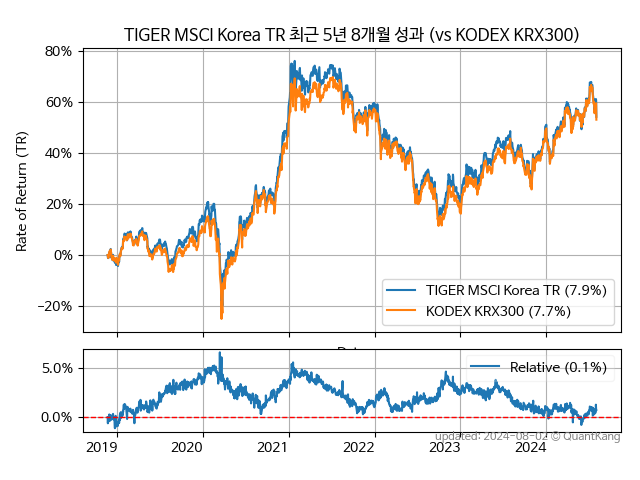 TIGER MSCI Korea TR 최근 5년 8개월 성과 (vs KODEX KRX300)
Rate of Return (TR)
80%
60%
40%
20%
0%
−20%
TIGER MSCI Korea TR (7.9%)
KODEX KRX300 (7.7%)
5.0%
0.0%
Relative (0.1%)
2019 2020 2021 2022 2023 2024
updated: 2024-08-02 © QuantKang